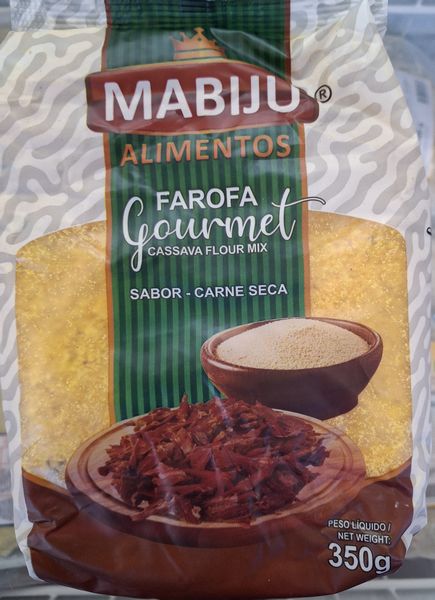 MABIJU®
ALIMENTOS
FAROFA
Gourmet
CASSAVA FLOUR MIX
SABOR - CARNE SECA
PESO LÍQUIDO /
NET WEIGHT:
350g